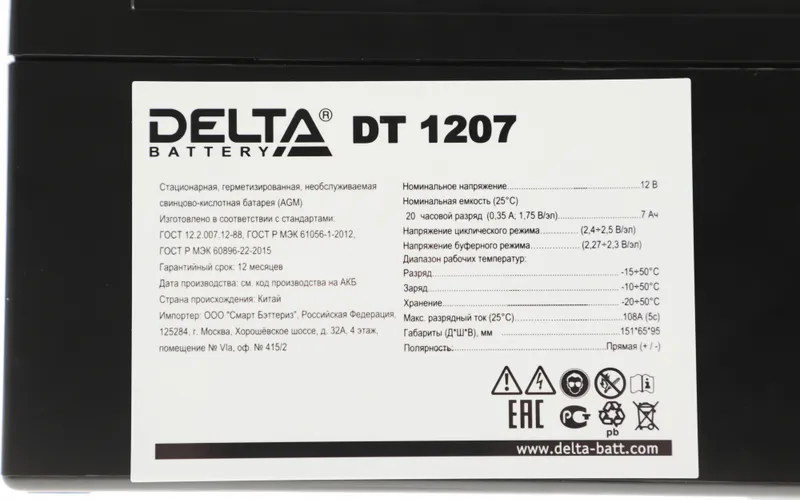 DELTA® DT 1207
BATTERY
Стационарная, герметизированная, необслуживаемая
свинцово-кислотная батарея (AGM)
Изготовлено в соответствии с стандартами:
ГОСТ 12.2.007.12-88, ГОСТ Р МЭК 61056-1-2012,
ГОСТ Р МЭК 60896-22-2015
Гарантийный срок: 12 месяцев
Дата производства: см. код производства на АКБ
Страна происхождения: Китай
Импортер: ООО "Смарт Бэттериз", Российская Федерация,
125284, г. Москва, Хорошёвское шоссе, д. 32А, 4 этаж,
помещение № VIa, оф. № 415/2
Номинальное напряжение 12 В
Номинальная емкость (25°С)
20 часовой разряд (0,35 А; 1,75 В/эл) 7 Ач
Напряжение циклического режима (2,4÷2,5 В/эл)
Напряжение буферного режима (2,27÷2,3 В/эл)
Диапазон рабочих температур:
Разряд -15÷50°С
Заряд -10÷50°С
Хранение -20÷50°С
Макс. разрядный ток (25°С) 108А (5с)
Габариты (Д*Ш*В), мм 151*65*95
Полярность: Прямая (+ / -)
ЕАС
pb
www.delta-batt.com